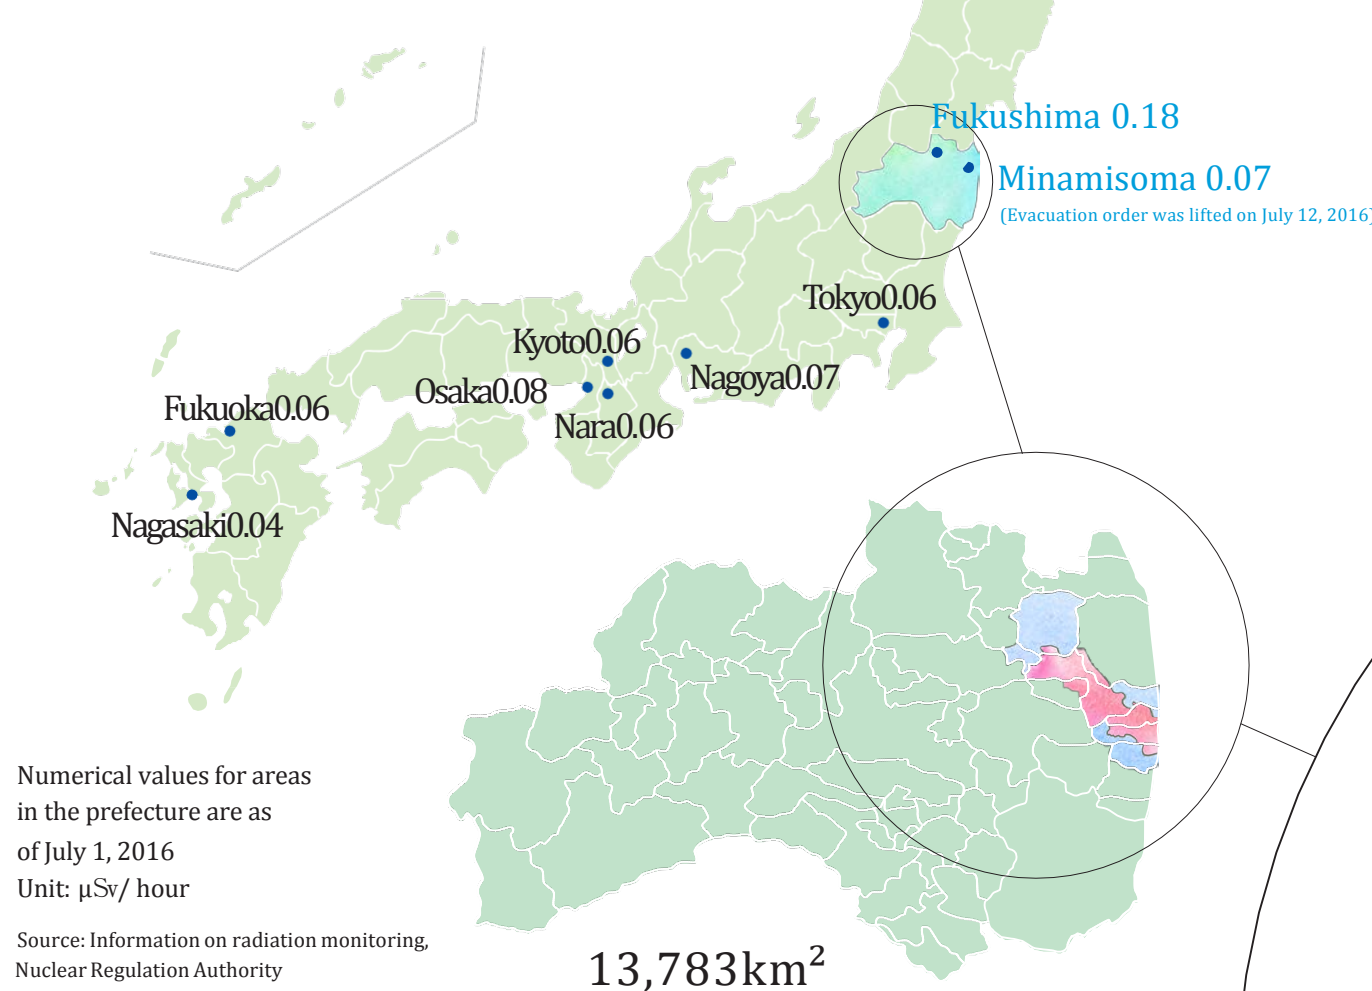 Fukushima 0.18
Minamisoma 0.07
(Evacuation order was lifted on July 12, 2016)
Tokyo0.06
Kyoto0.06
Nagoya0.07
Osaka0.08
Nara0.06
Fukuoka0.06
Nagasaki0.04
Numerical values for areas
in the prefecture are as
of July 1, 2016
Unit: μSv/ hour
Source: Information on radiation monitoring,
Nuclear Regulation Authority
13,783km²